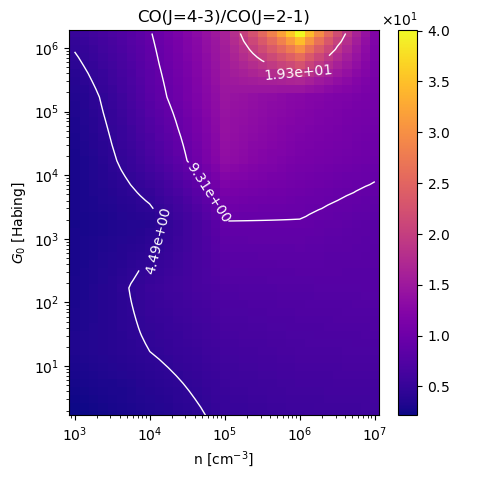 CO(J=4-3)/CO(J=2-1)
×10¹
G₀ [Habing]
10⁶
10⁵
10⁴
10³
10²
10¹
1.93e+01
9.31e+00
4.49e+00
10³ 10⁴ 10⁵ 10⁶ 10⁷
n [cm⁻³]
4.0
3.5
3.0
2.5
2.0
1.5
1.0
0.5